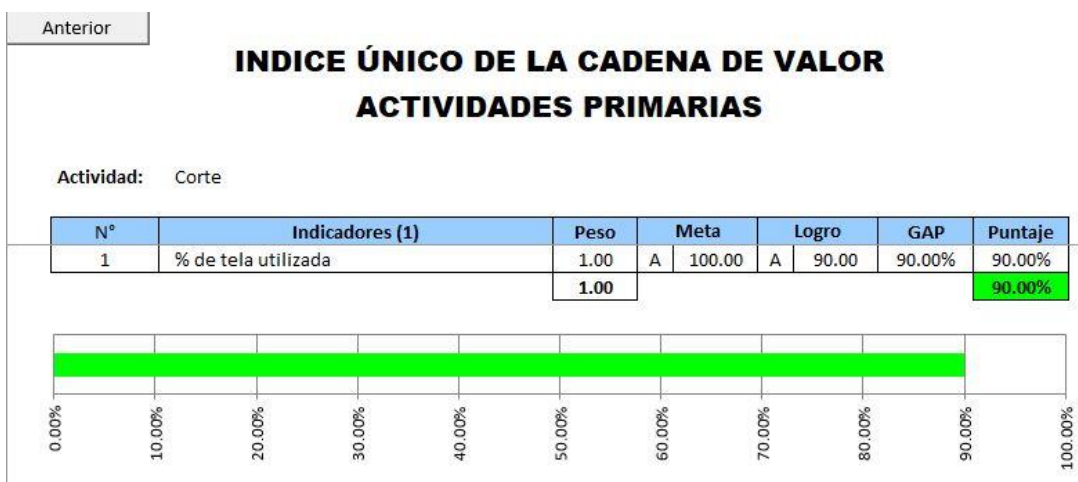 Anterior
INDICE ÚNICO DE LA CADENA DE VALOR
ACTIVIDADES PRIMARIAS
Actividad: Corte
N° Indicadores (1) Peso Meta Logro GAP Puntaje
1 % de tela utilizada 1.00 A 100.00 A 90.00 90.00% 90.00%
1.00 90.00%
0.00% 10.00% 20.00% 30.00% 40.00% 50.00% 60.00% 70.00% 80.00% 90.00% 100.00%